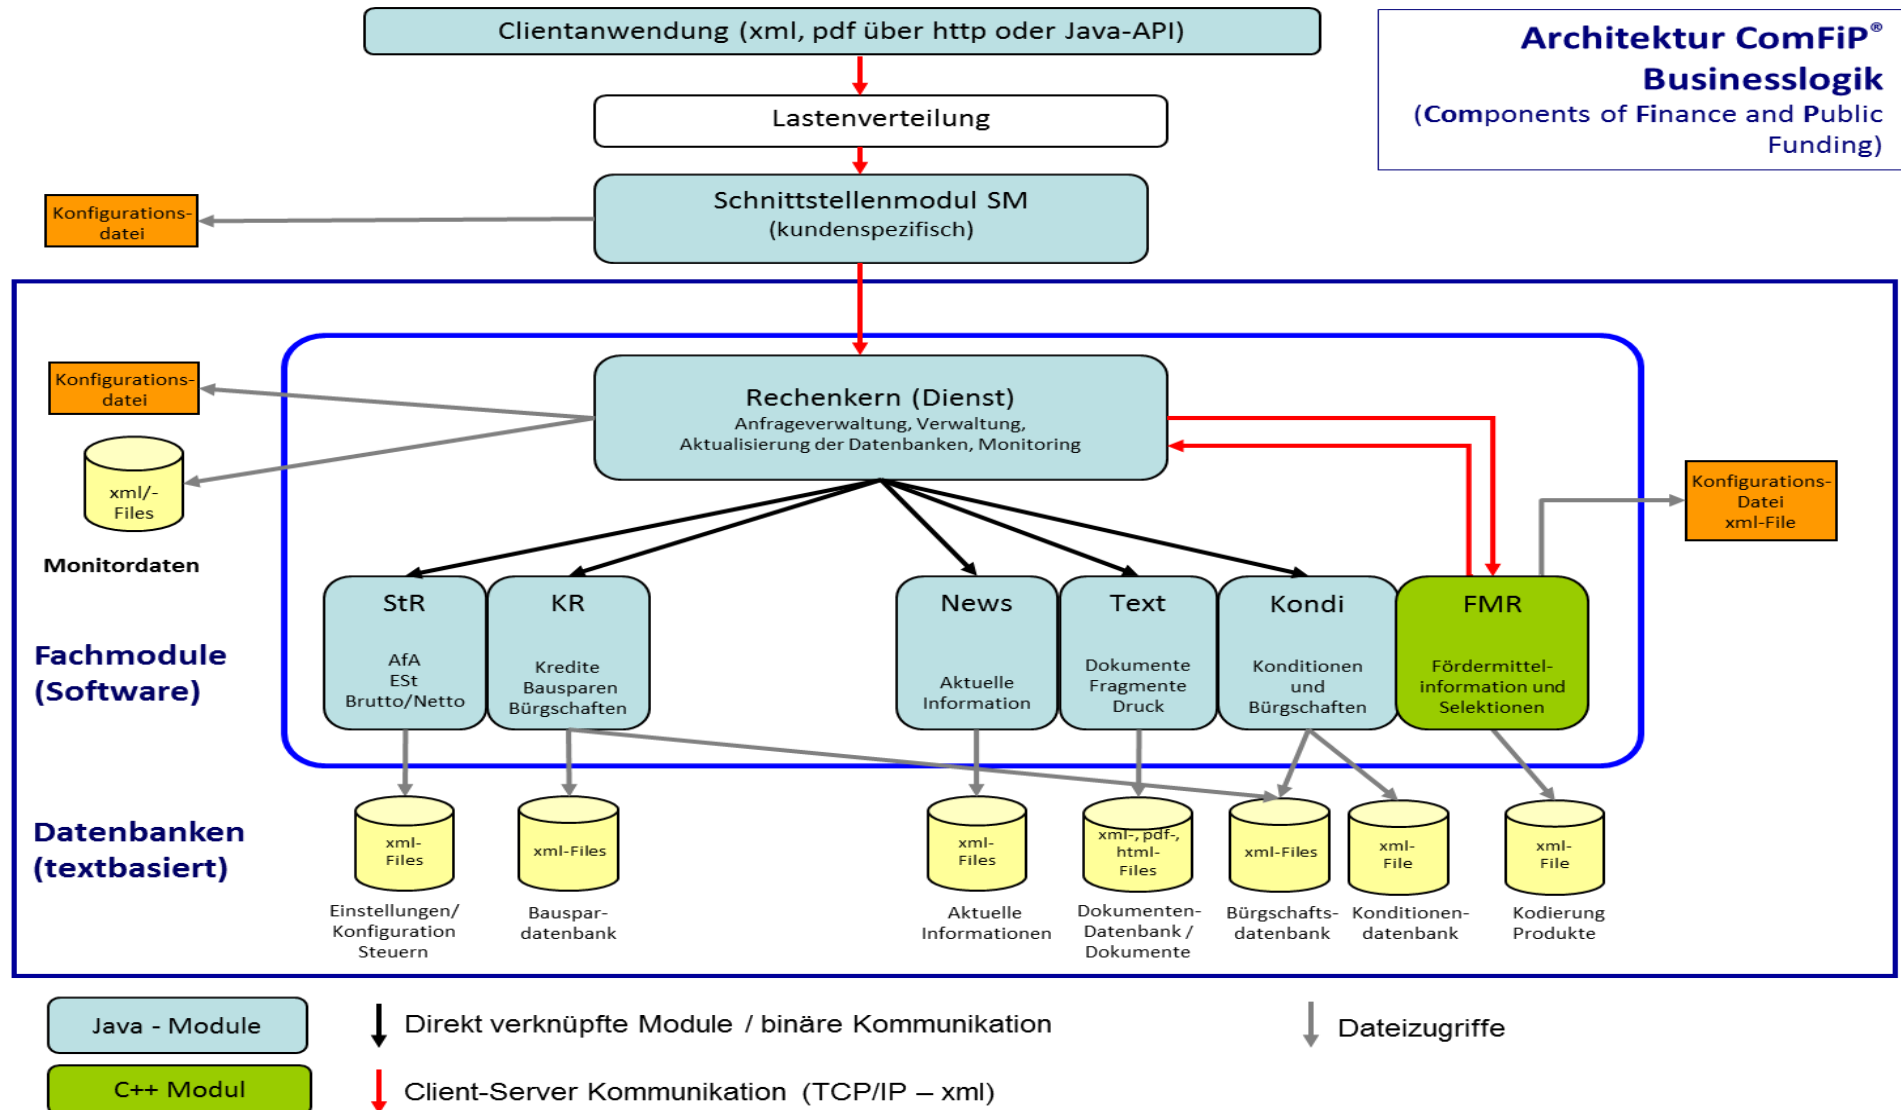 Clientanwendung (xml, pdf über http oder Java-API)
Architektur ComFiP®
Businesslogik
(Components of Finance and Public
Funding)
Lastenverteilung
Schnittstellenmodul SM
(kundenspezifisch)
Konfigurations-
datei
Konfigurations-
datei
Rechenkern (Dienst)
Anfrageverwaltung, Verwaltung,
Aktualisierung der Datenbanken, Monitoring
xml/-
Files
Monitordaten
Konfigurations-
Datei
xml-File
Fachmodule
(Software)
StR
AfA
ESt
Brutto/Netto
KR
Kredite
Bausparen
Bürgschaften
News
Aktuelle
Information
Text
Dokumente
Fragmente
Druck
Kondi
Konditionen
und
Bürgschaften
FMR
Fördermittel-
information und
Selektionen
Datenbanken
(textbasiert)
xml-
Files
Einstellungen/
Konfiguration
Steuern
xml-Files
Bauspar-
datenbank
xml-
Files
Aktuelle
Informationen
xml-, pdf-,
html-
Files
Dokumenten-
Datenbank /
Dokumente
xml-Files
Bürgschafts-
datenbank
xml-
File
Konditionen-
datenbank
xml-
File
Kodierung
Produkte
Java - Module
Direkt verknüpfte Module / binäre Kommunikation
Dateizugriffe
C++ Modul
Client-Server Kommunikation (TCP/IP – xml)